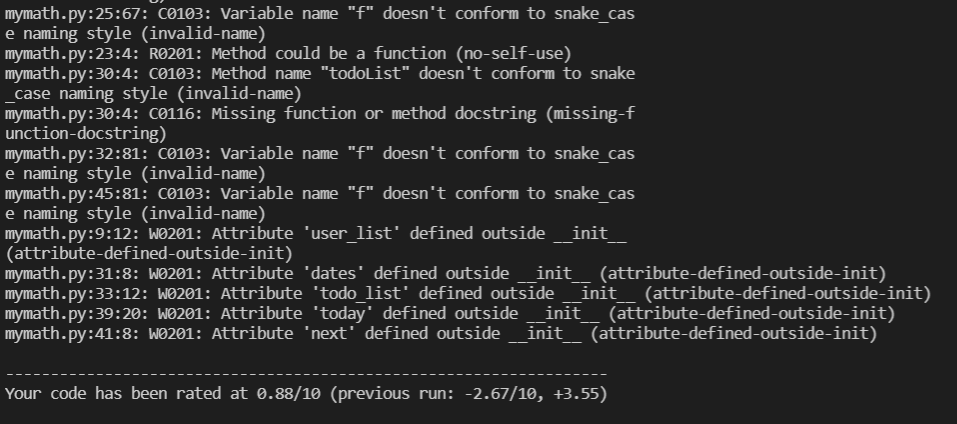 mymath.py:25:67: C0103: Variable name "f" doesn't conform to snake_cas
e naming style (invalid-name)
mymath.py:23:4: R0201: Method could be a function (no-self-use)
mymath.py:30:4: C0103: Method name "todoList" doesn't conform to snake
_case naming style (invalid-name)
mymath.py:30:4: C0116: Missing function or method docstring (missing-f
unction-docstring)
mymath.py:32:81: C0103: Variable name "f" doesn't conform to snake_cas
e naming style (invalid-name)
mymath.py:45:81: C0103: Variable name "f" doesn't conform to snake_cas
e naming style (invalid-name)
mymath.py:9:12: W0201: Attribute 'user_list' defined outside __init__
(attribute-defined-outside-init)
mymath.py:31:8: W0201: Attribute 'dates' defined outside __init__ (attribute-defined-outside-init)
mymath.py:33:12: W0201: Attribute 'todo_list' defined outside __init__ (attribute-defined-outside-init)
mymath.py:39:20: W0201: Attribute 'today' defined outside __init__ (attribute-defined-outside-init)
mymath.py:41:8: W0201: Attribute 'next' defined outside __init__ (attribute-defined-outside-init)
-------------------------------------------------------------------
Your code has been rated at 0.88/10 (previous run: -2.67/10, +3.55)